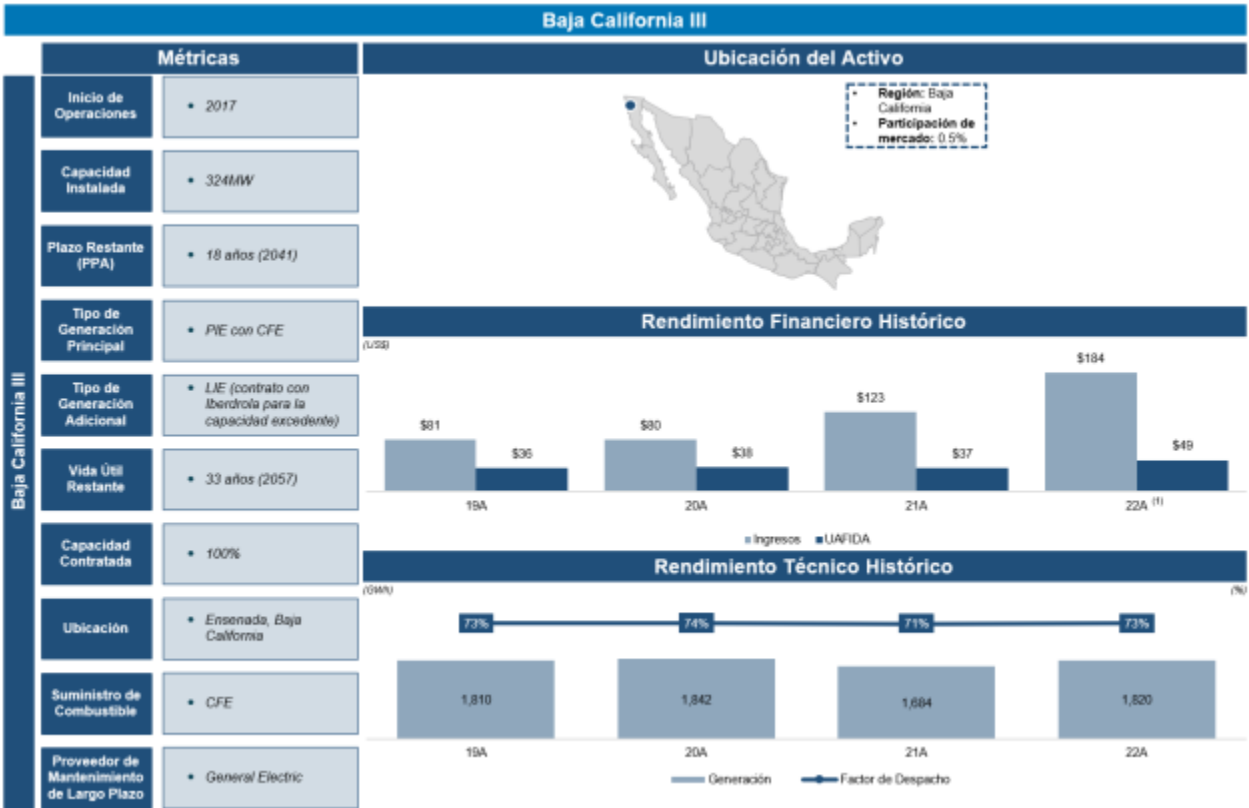 Baja California III
Métricas
Ubicación del Activo
Baja California III
Inicio de
Operaciones
• 2017
Capacidad
Instalada
• 324MW
Plazo Restante
(PPA)
• 18 años (2041)
Tipo de
Generación
Principal
• PIE con CFE
Tipo de
Generación
Adicional
• LIE (contrato con
Iberdrola para la
capacidad excedente)
Vida Útil
Restante
• 33 años (2057)
Capacidad
Contratada
• 100%
Ubicación
• Ensenada, Baja
California
Suministro de
Combustible
• CFE
Proveedor de
Mantenimiento
de Largo Plazo
• General Electric
• Región: Baja
California
• Participación de
mercado: 0.5%
Rendimiento Financiero Histórico
(US$)
$81
$36
$80
$38
$123
$37
$184
$49
19A
20A
21A
22A (1)
Ingresos
UAFIDA
Rendimiento Técnico Histórico
(GWh)
(%)
73%
74%
71%
73%
1,810
1,842
1,684
1,820
19A
20A
21A
22A
Generación
Factor de Despacho